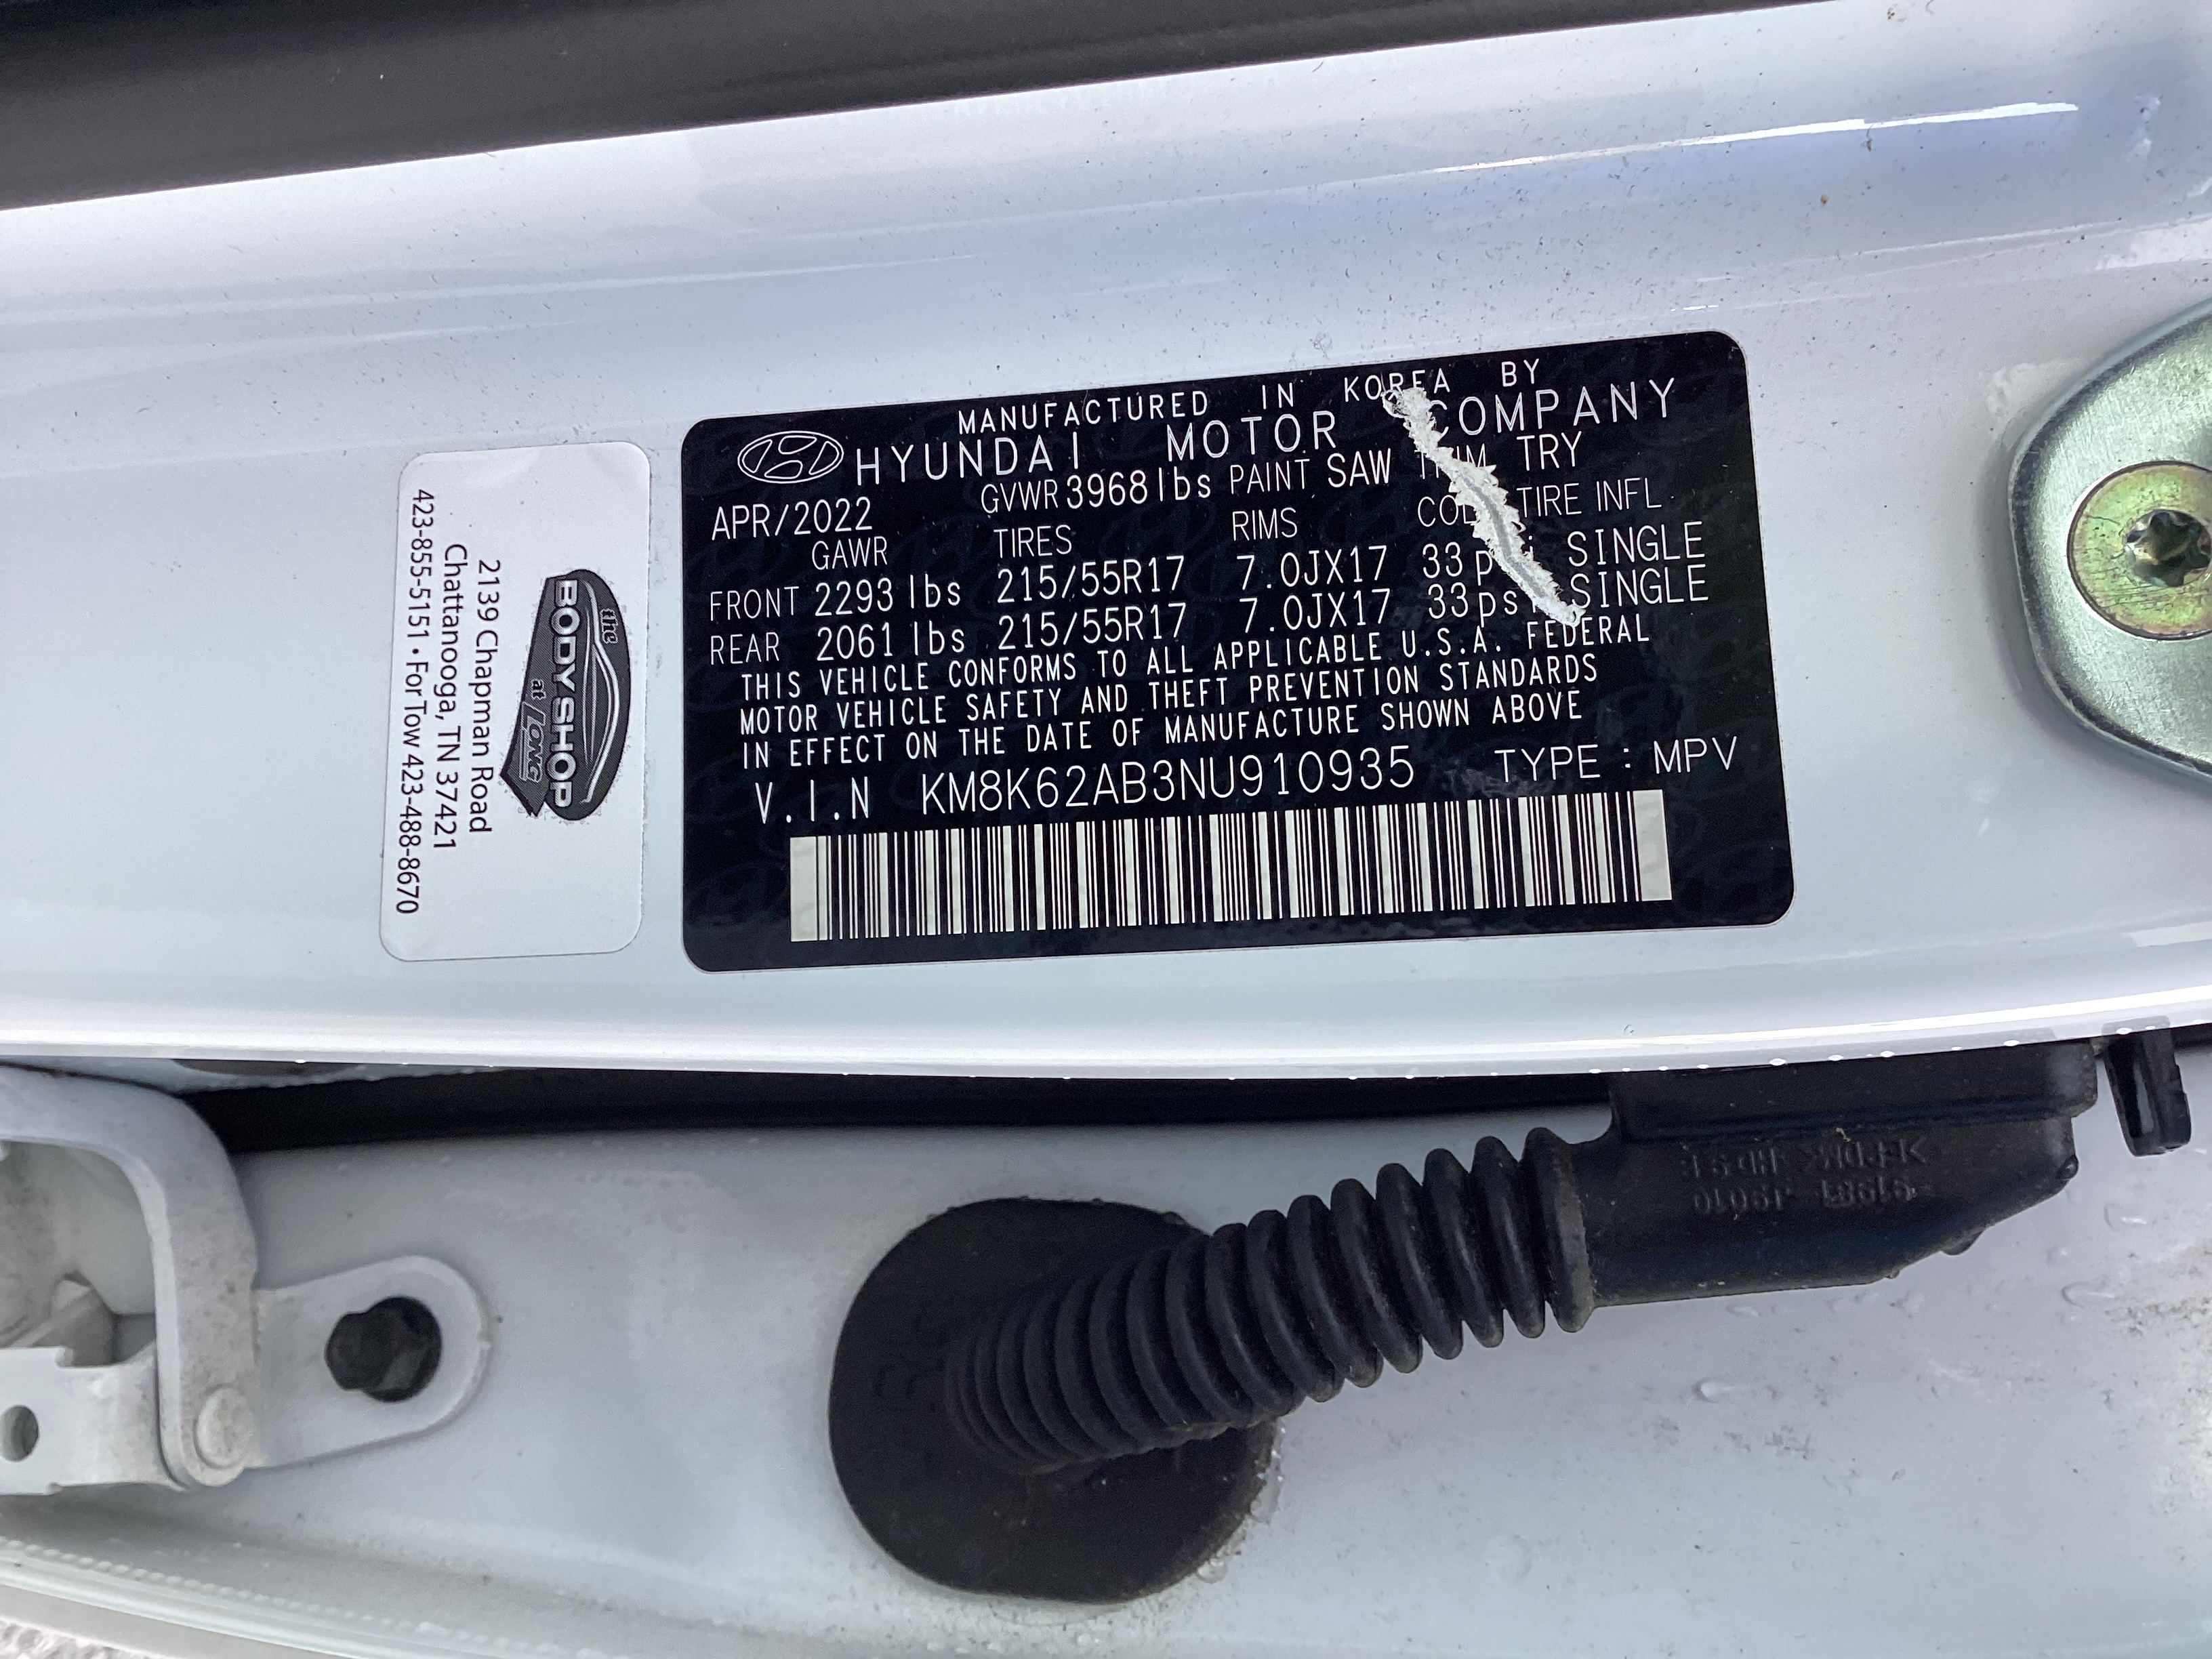 MANUFACTURED IN KOREA BY
HYUNDAI MOTOR COMPANY
APR/2022 GVWR 3968lbs PAINT SAW TRIM TRY
GAWR TIRES RIMS COLD TIRE INFL
FRONT 2293 lbs 215/55R17 7.0JX17 33psi SINGLE
REAR 2061 lbs 215/55R17 7.0JX17 33psi SINGLE
THIS VEHICLE CONFORMS TO ALL APPLICABLE U.S.A. FEDERAL
MOTOR VEHICLE SAFETY AND THEFT PREVENTION STANDARDS
IN EFFECT ON THE DATE OF MANUFACTURE SHOWN ABOVE
V.I.N KM8K62AB3NU910935 TYPE : MPV
the
BODY SHOP
at LONG
2139 Chapman Road
Chattanooga, TN 37421
423-855-5151 • For Tow 423-488-8670